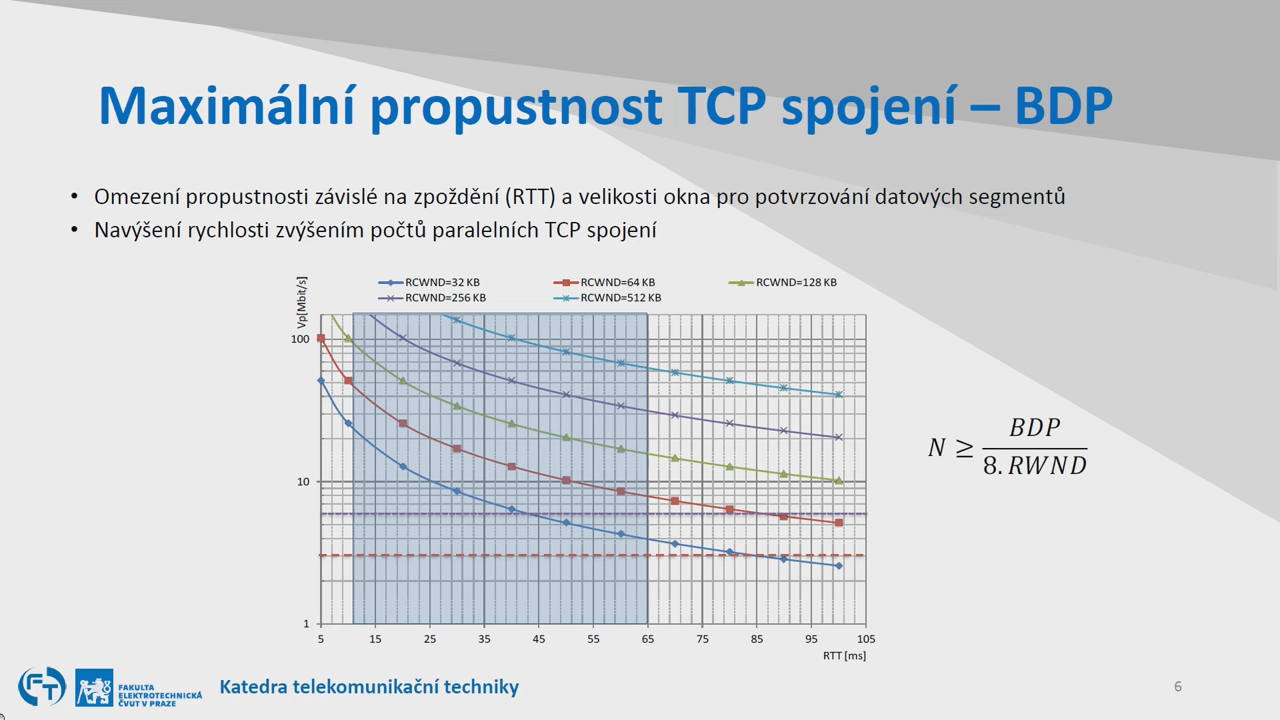 Maximální propustnost TCP spojení – BDP
• Omezení propustnosti závislé na zpoždění (RTT) a velikosti okna pro potvrzování datových segmentů
• Navýšení rychlosti zvýšením počtů paralelních TCP spojení
Vp[Mbit/s]
RCWND=32 KB RCWND=64 KB RCWND=128 KB
RCWND=256 KB RCWND=512 KB
100
10
1
5 15 25 35 45 55 65 75 85 95 105
RTT [ms]
N ≥ BDP / 8.RWND
FT
FAKULTA
ELEKTROTECHNICKÁ
ČVUT V PRAZE
Katedra telekomunikační techniky
6